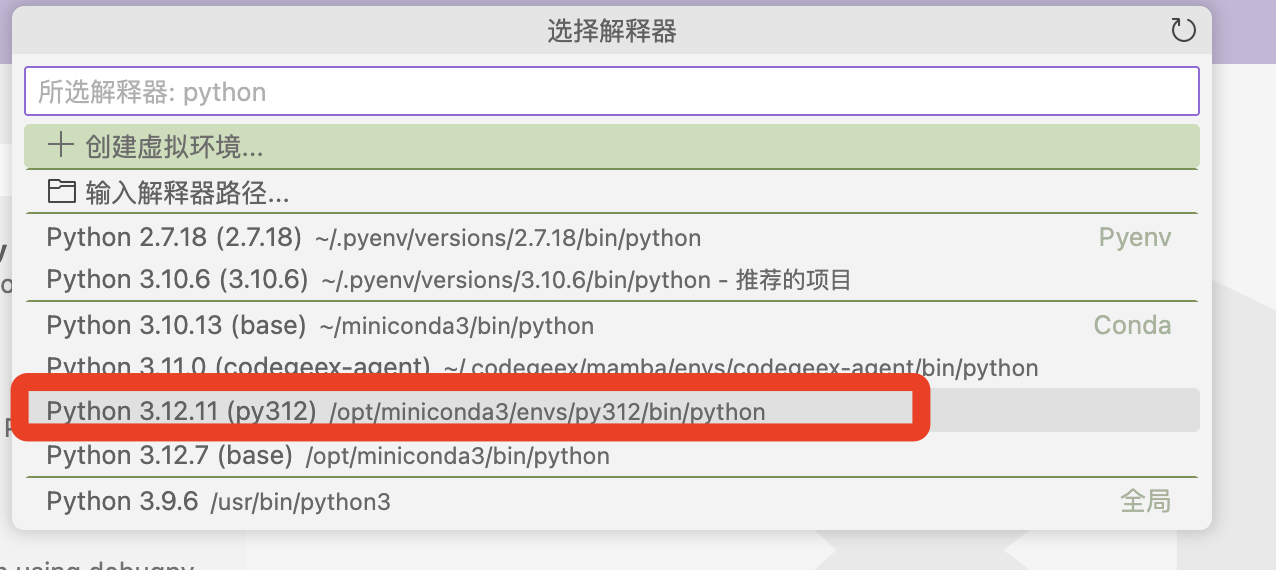 选择解释器
所选解释器: python
创建虚拟环境...
输入解释器路径...
Python 2.7.18 (2.7.18) ~/.pyenv/versions/2.7.18/bin/python Pyenv
Python 3.10.6 (3.10.6) ~/.pyenv/versions/3.10.6/bin/python - 推荐的项目
Python 3.10.13 (base) ~/miniconda3/bin/python Conda
Python 3.11.0 (codegeex-agent) ~/.codegeex/mamba/envs/codegeex-agent/bin/python
Python 3.12.11 (py312) /opt/miniconda3/envs/py312/bin/python
Python 3.12.7 (base) /opt/miniconda3/bin/python
Python 3.9.6 /usr/bin/python3 全局
using debugpy